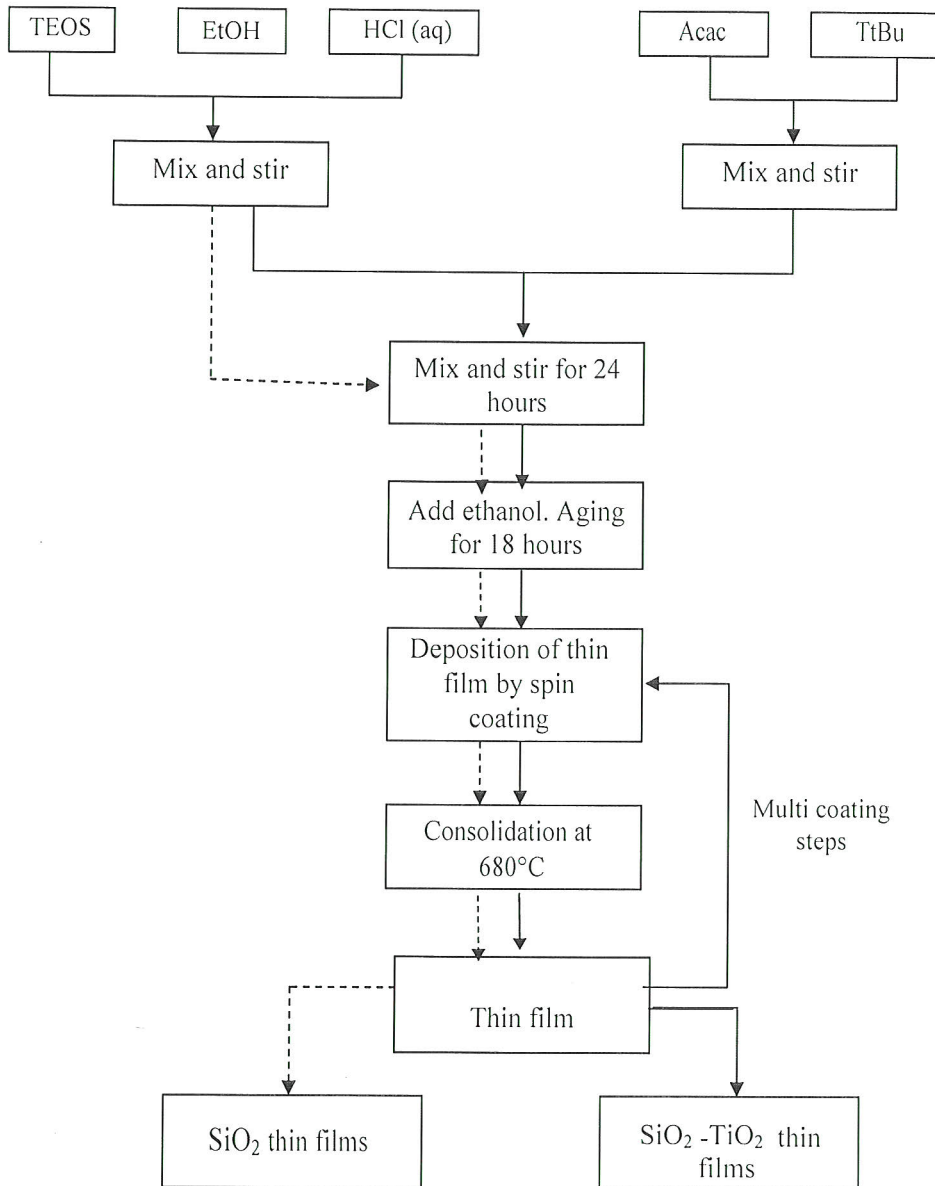 TEOS
EtOH
HCl (aq)
Acac
TtBu
Mix and stir
Mix and stir
Mix and stir for 24
hours
Add ethanol. Aging
for 18 hours
Deposition of thin
film by spin
coating
Multi coating
steps
Consolidation at
680°C
Thin film
SiO₂ thin films
SiO₂ -TiO₂ thin
films